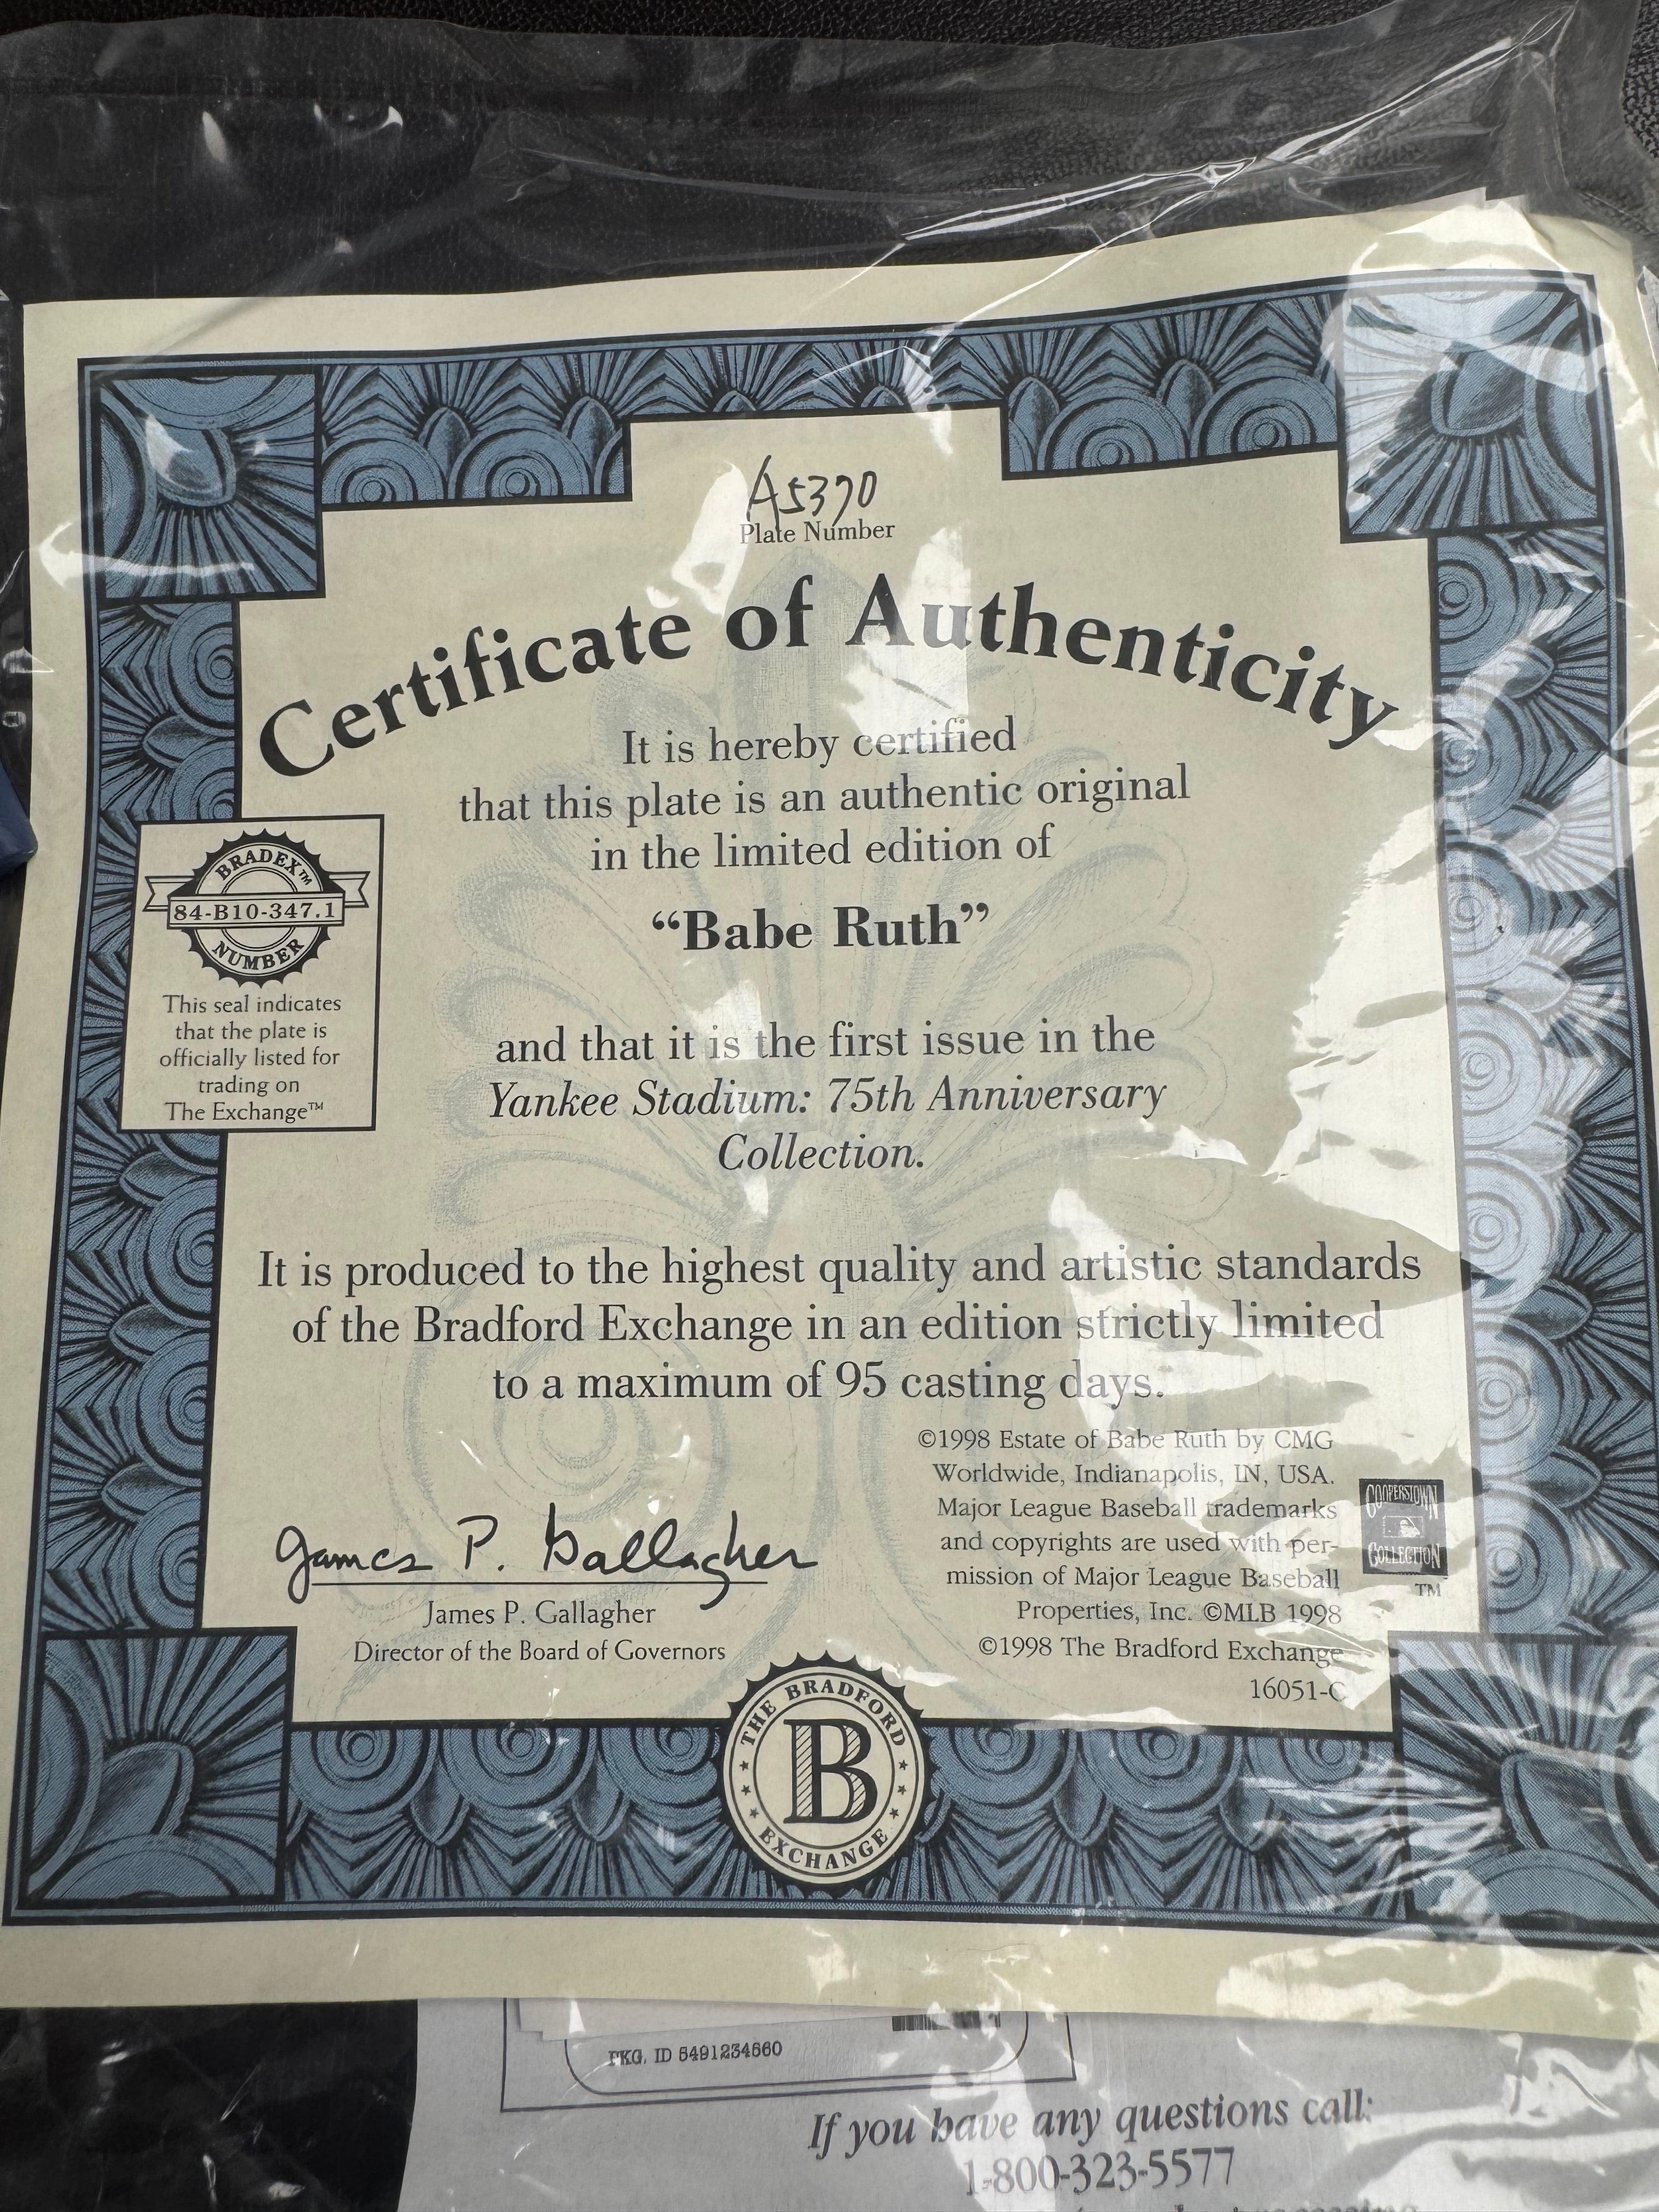 A5390
Plate Number
Certificate of Authenticity
It is hereby certified
that this plate is an authentic original
in the limited edition of
“Babe Ruth”
BRADEX™
84-B10-347.1
NUMBER
This seal indicates
that the plate is
officially listed for
trading on
The Exchange™
and that it is the first issue in the
Yankee Stadium: 75th Anniversary
Collection.
It is produced to the highest quality and artistic standards
of the Bradford Exchange in an edition strictly limited
to a maximum of 95 casting days.
©1998 Estate of Babe Ruth by CMG
Worldwide, Indianapolis, IN, USA.
Major League Baseball trademarks
and copyrights are used with per-
mission of Major League Baseball
Properties, Inc. ©MLB 1998
©1998 The Bradford Exchange
16051-C
COOPERSTOWN
COLLECTION
TM
James P. Gallagher
James P. Gallagher
Director of the Board of Governors
THE BRADFORD
B
EXCHANGE
PKG. ID 6491234660
If you have any questions call:
1-800-323-5577